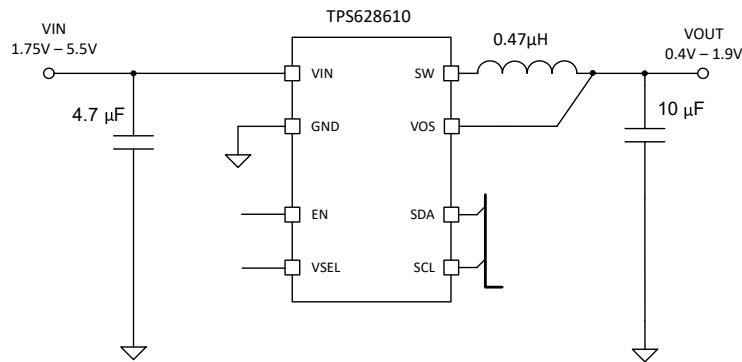 TPS628610
VIN
1.75V – 5.5V
0.47µH
VOUT
0.4V – 1.9V
VIN
SW
4.7 µF
10 µF
GND
VOS
EN
SDA
VSEL
SCL